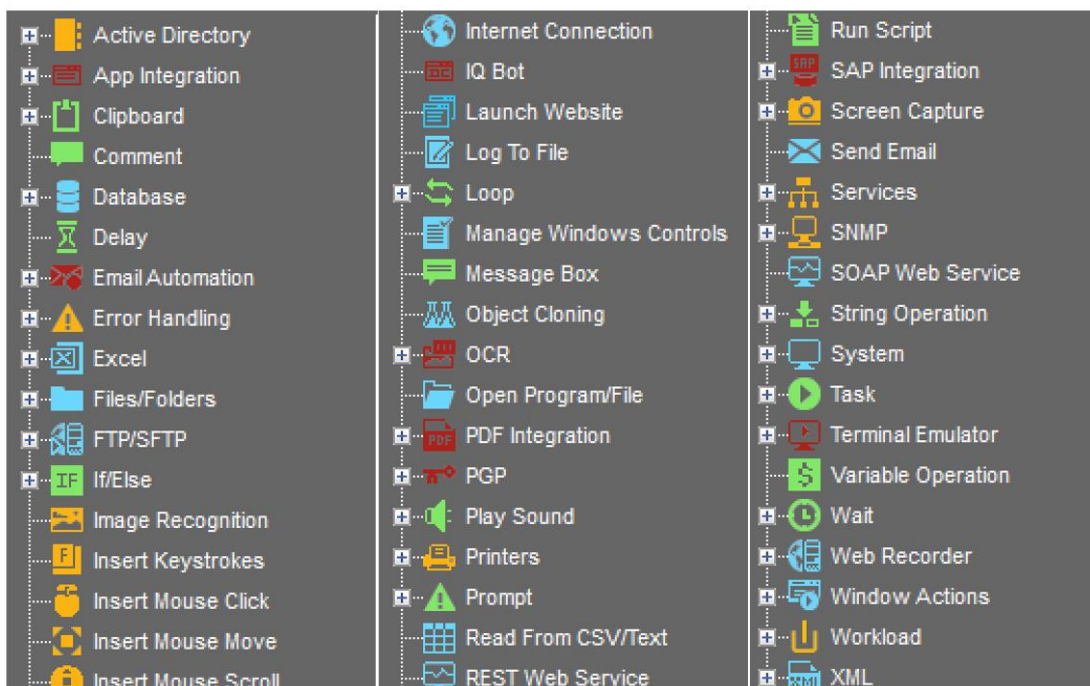 Active Directory
App Integration
Clipboard
Comment
Database
Delay
Email Automation
Error Handling
Excel
Files/Folders
FTP/SFTP
IF If/Else
Image Recognition
F Insert Keystrokes
Insert Mouse Click
Insert Mouse Move
Insert Mouse Scroll
Internet Connection
IQ Bot
Launch Website
Log To File
Loop
Manage Windows Controls
Message Box
Object Cloning
OCR
Open Program/File
PDF PDF Integration
PGP
Play Sound
Printers
Prompt
Read From CSV/Text
REST Web Service
Run Script
SAP SAP Integration
Screen Capture
Send Email
Services
SNMP
SOAP Web Service
String Operation
System
Task
Terminal Emulator
$ Variable Operation
Wait
Web Recorder
Window Actions
Workload
XML XML